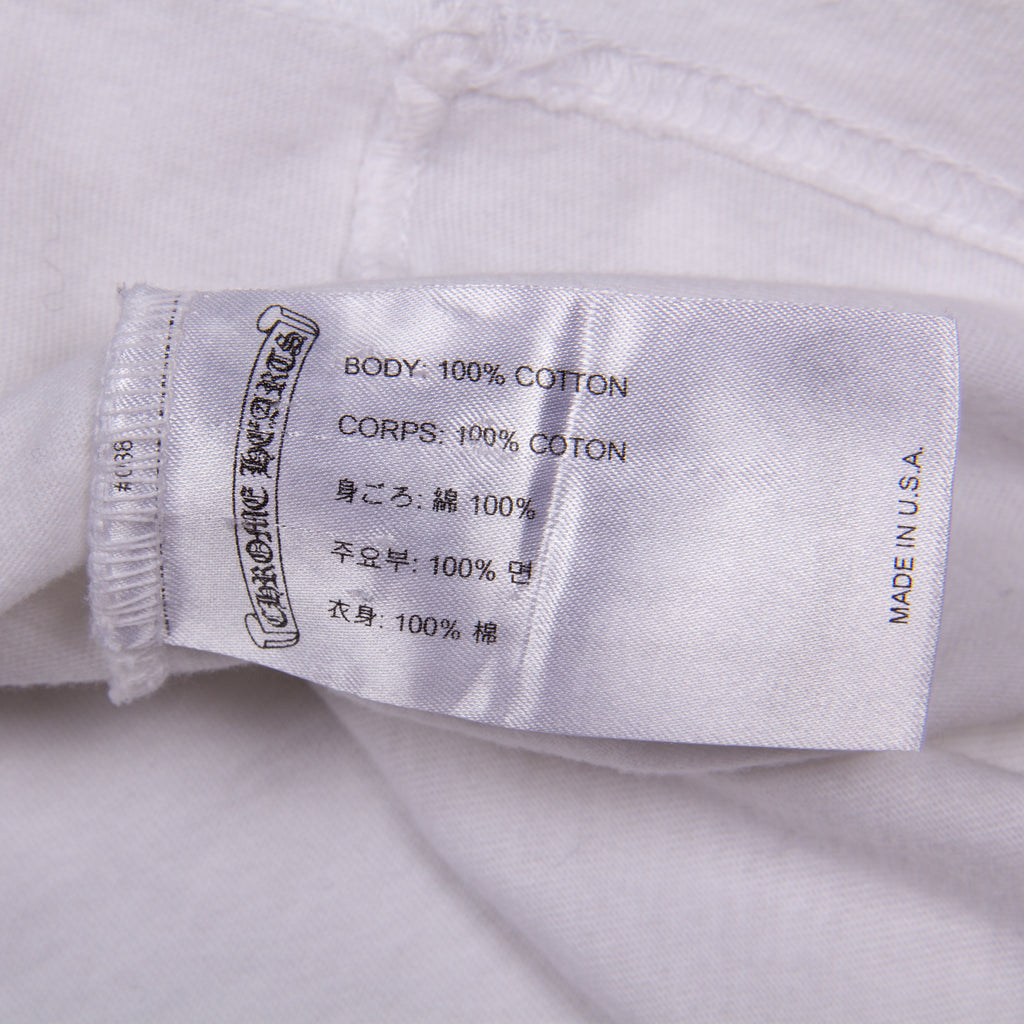 #038
CHROME HEARTS
BODY: 100% COTTON
CORPS: 100% COTON
身ごろ: 綿 100%
주요부: 100% 면
衣身: 100% 棉
MADE IN U.S.A.